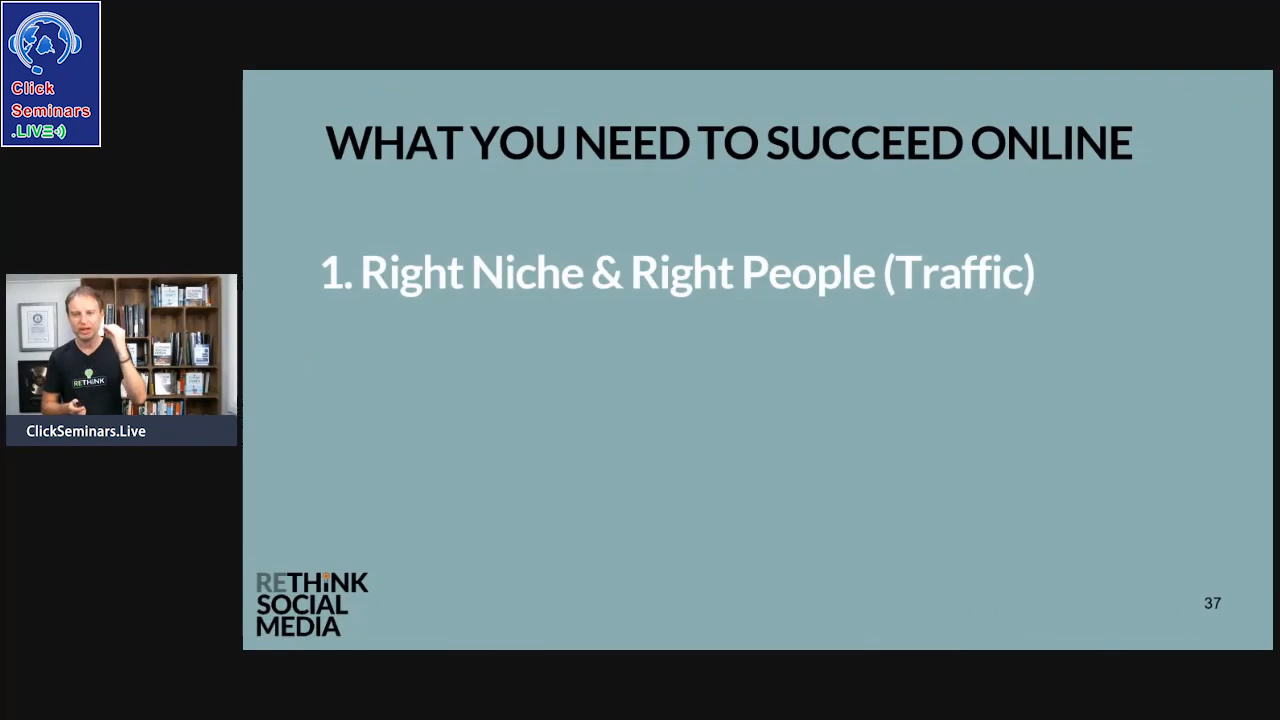 Click
Seminars
.LIVE
WHAT YOU NEED TO SUCCEED ONLINE
1. Right Niche & Right People (Traffic)
RETHiNK
ClickSeminars.Live
RETHiNK
SOCIAL
MEDIA
37